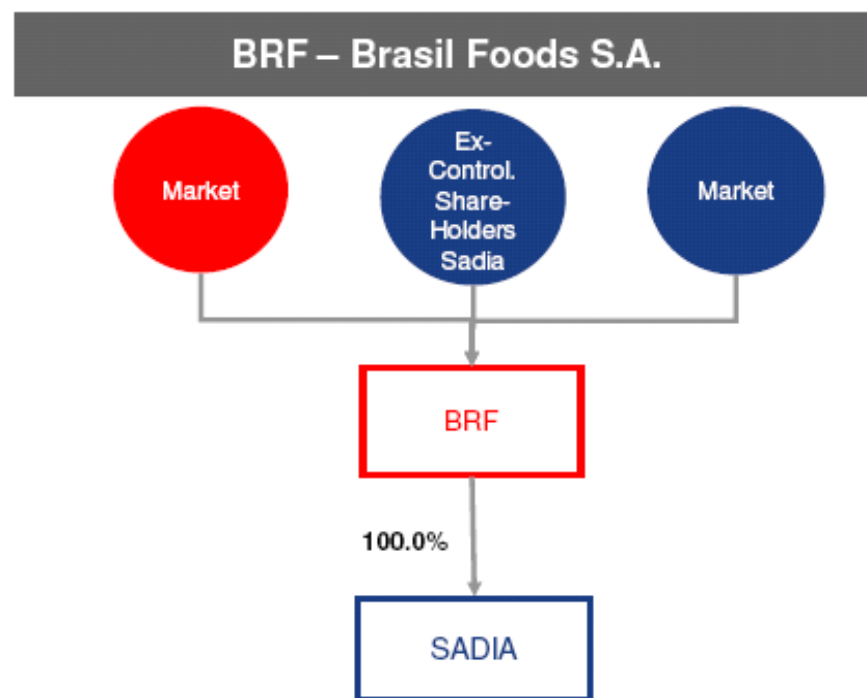 BRF – Brasil Foods S.A.
Market
Ex-
Control.
Share-
Holders
Sadia
Market
BRF
100.0%
SADIA